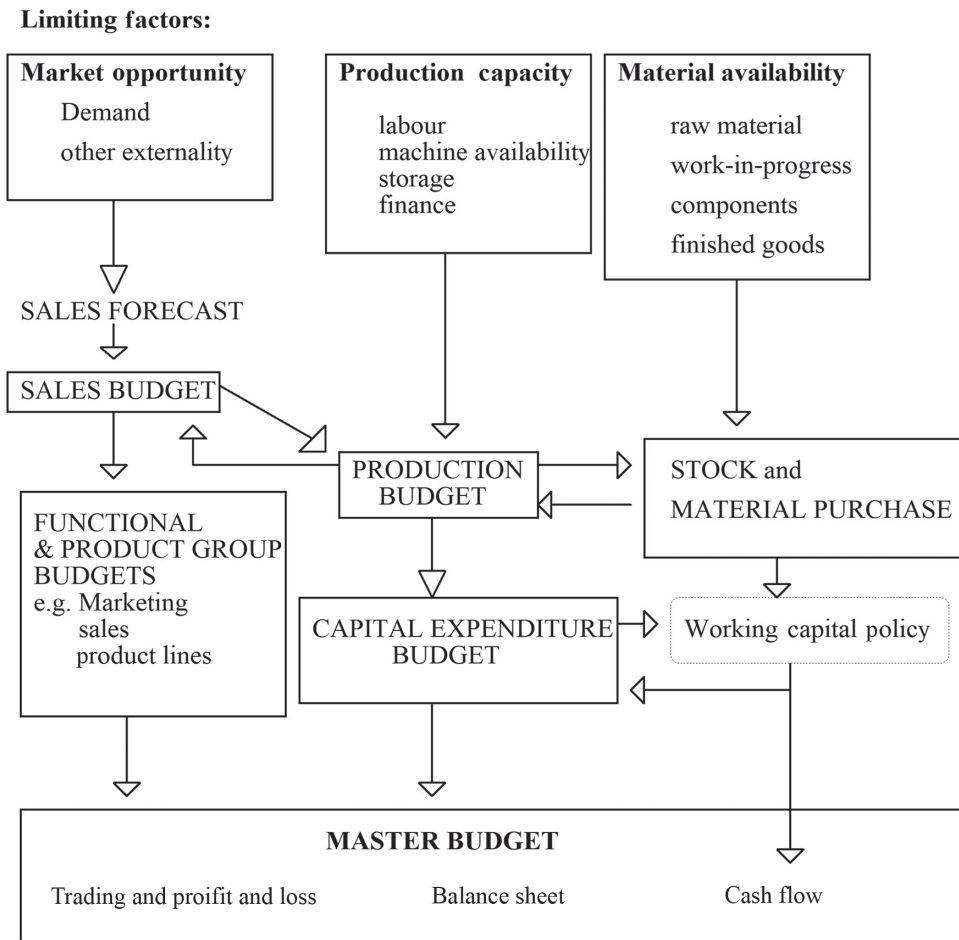 Limiting factors:
Market opportunity
Demand
other externality
Production capacity
labour
machine availability
storage
finance
Material availability
raw material
work-in-progress
components
finished goods
SALES FORECAST
SALES BUDGET
PRODUCTION
BUDGET
STOCK and
MATERIAL PURCHASE
FUNCTIONAL
& PRODUCT GROUP
BUDGETS
e.g. Marketing
sales
product lines
CAPITAL EXPENDITURE
BUDGET
Working capital policy
MASTER BUDGET
Trading and proifit and loss
Balance sheet
Cash flow